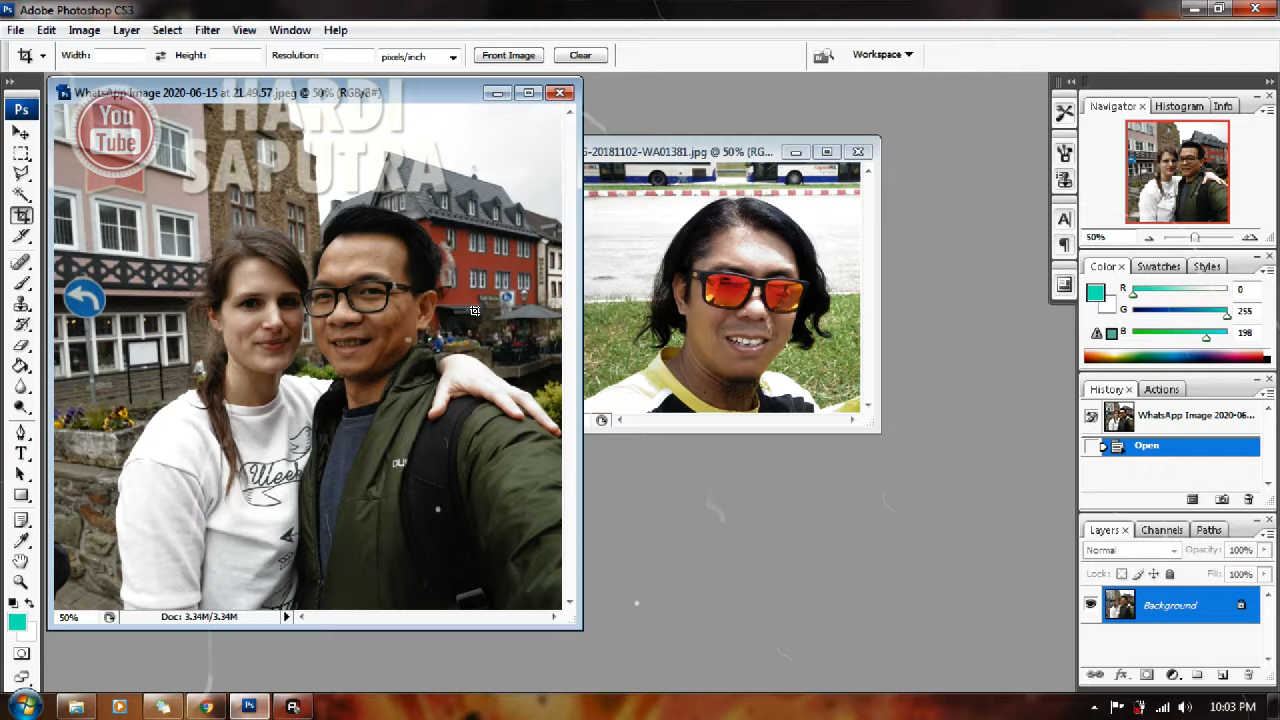 Adobe Photoshop CS3
File Edit Image Layer Select Filter View Window Help
Width: Height: Resolution: pixels/inch Front Image Clear Workspace
WhatsApp Image 2020-06-15 at 21.49.57.jpeg @ 50% (RGB/8#)
You
Tube
HARDI
SAPUTRA
G-20181102-WA01381.jpg @ 50% (RG...
Week
50% Doc: 3.34M/3.34M
Navigator Histogram Info
50%
Color Swatches Styles
R 0
G 255
B 198
History Actions
WhatsApp Image 2020-06...
Open
Layers Channels Paths
Normal Opacity: 100%
Lock: Fill: 100%
Background
Ps
10:03 PM